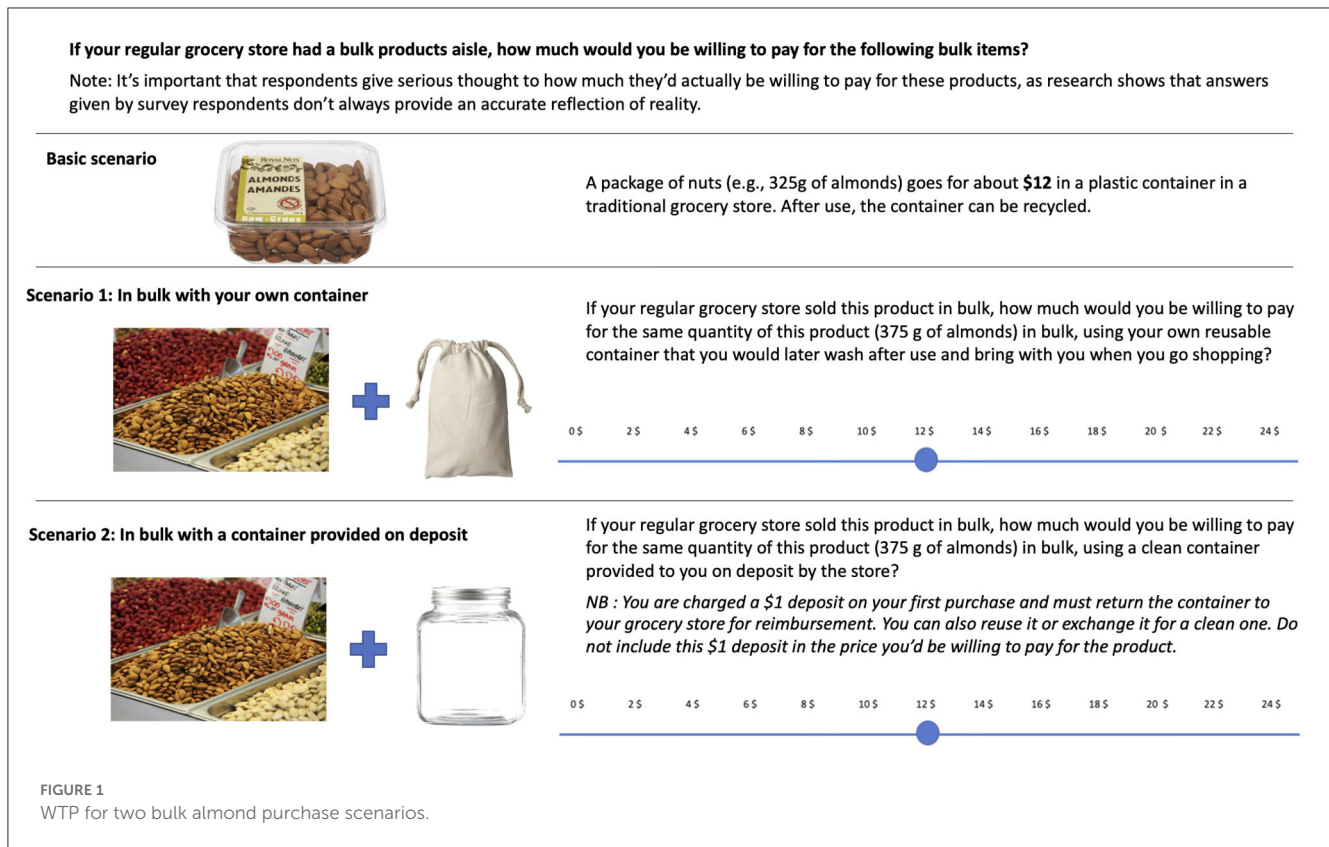 If your regular grocery store had a bulk products aisle, how much would you be willing to pay for the following bulk items?
Note: It's important that respondents give serious thought to how much they'd actually be willing to pay for these products, as research shows that answers
given by survey respondents don't always provide an accurate reflection of reality.
Basic scenario
ROYAL NUTS
ALMONDS
AMANDES
Raw - Crues
A package of nuts (e.g., 325g of almonds) goes for about $12 in a plastic container in a
traditional grocery store. After use, the container can be recycled.
Scenario 1: In bulk with your own container
If your regular grocery store sold this product in bulk, how much would you be willing to pay
for the same quantity of this product (375 g of almonds) in bulk, using your own reusable
container that you would later wash after use and bring with you when you go shopping?
0 $ 2 $ 4 $ 6 $ 8 $ 10 $ 12 $ 14 $ 16 $ 18 $ 20 $ 22 $ 24 $
Scenario 2: In bulk with a container provided on deposit
If your regular grocery store sold this product in bulk, how much would you be willing to pay
for the same quantity of this product (375 g of almonds) in bulk, using a clean container
provided to you on deposit by the store?
NB : You are charged a $1 deposit on your first purchase and must return the container to
your grocery store for reimbursement. You can also reuse it or exchange it for a clean one. Do
not include this $1 deposit in the price you'd be willing to pay for the product.
0 $ 2 $ 4 $ 6 $ 8 $ 10 $ 12 $ 14 $ 16 $ 18 $ 20 $ 22 $ 24 $
FIGURE 1
WTP for two bulk almond purchase scenarios.